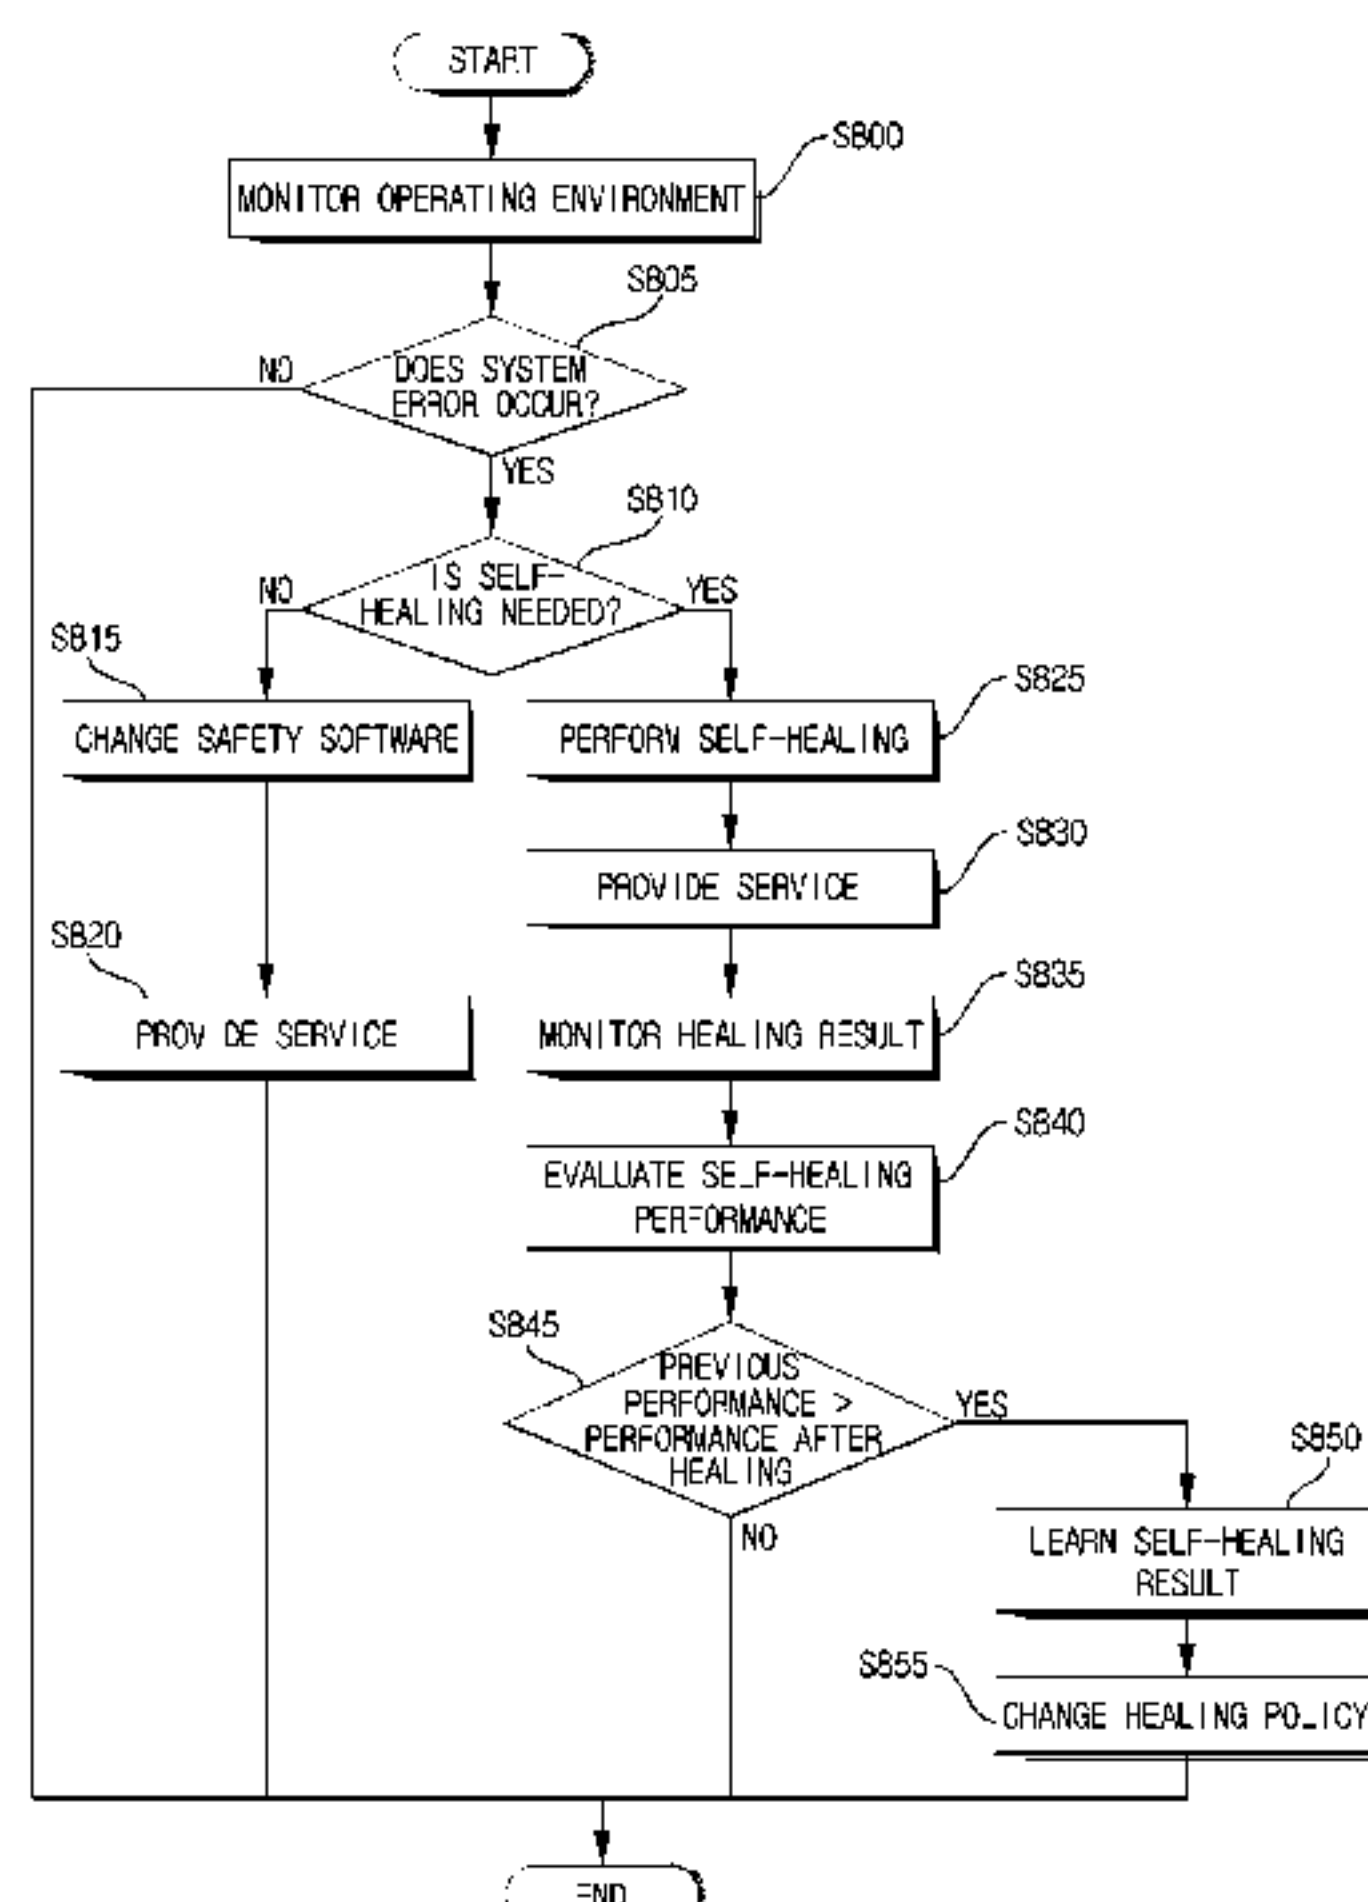 START
S800
MONITOR OPERATING ENVIRONMENT
S805
NO
DOES SYSTEM
ERROR OCCUR?
YES
S810
NO
IS SELF-
HEALING NEEDED?
YES
S815
CHANGE SAFETY SOFTWARE
S825
PERFORM SELF-HEALING
S830
PROVIDE SERVICE
S820
PROVIDE SERVICE
S835
MONITOR HEALING RESULT
S840
EVALUATE SELF-HEALING
PERFORMANCE
S845
PREVIOUS
PERFORMANCE >
PERFORMANCE AFTER
HEALING
YES
NO
S850
LEARN SELF-HEALING
RESULT
S855
CHANGE HEALING POLICY
END